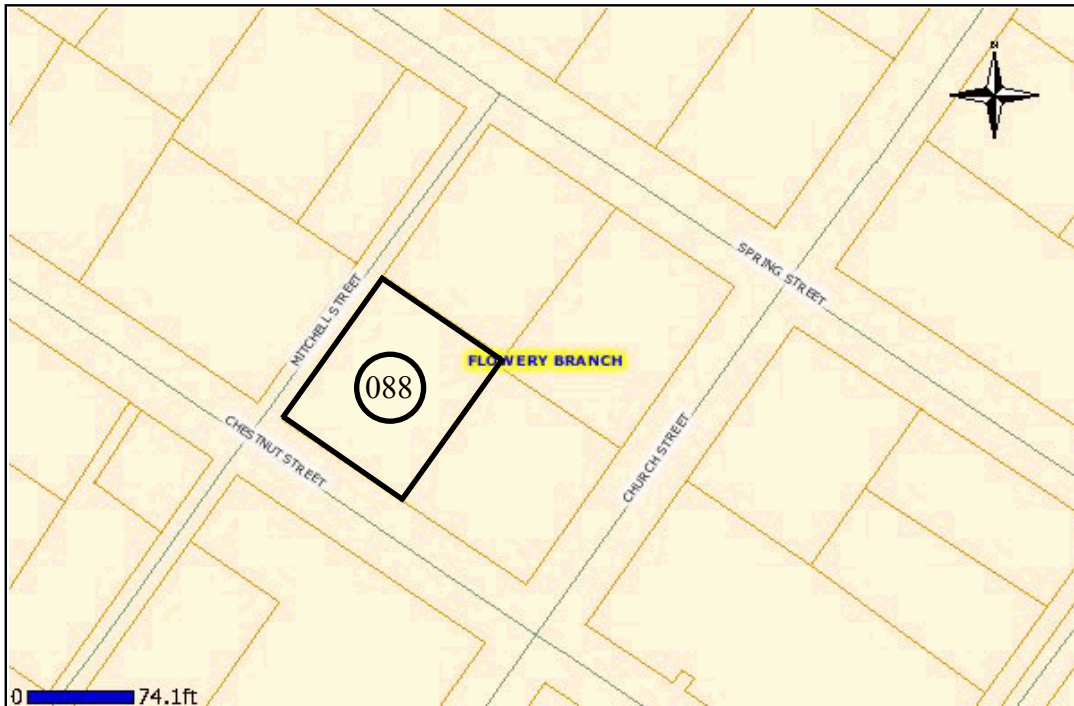 N
SPRING STREET
MITCHELL STREET
FLOWERY BRANCH
088
CHESTNUT STREET
CHURCH STREET
0 74.1ft